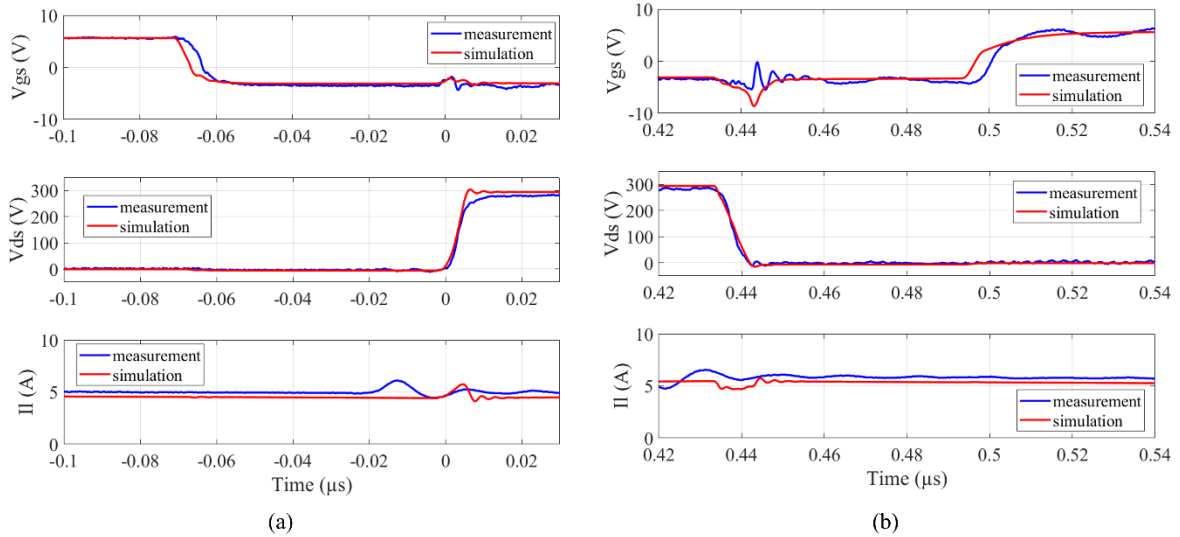 10
0
-10
Vgs (V)
measurement
simulation
-0.1 -0.08 -0.06 -0.04 -0.02 0 0.02
300
200
100
0
Vds (V)
measurement
simulation
-0.1 -0.08 -0.06 -0.04 -0.02 0 0.02
10
5
0
Il (A)
measurement
simulation
-0.1 -0.08 -0.06 -0.04 -0.02 0 0.02
Time (μs)
(a)
10
0
-10
Vgs (V)
measurement
simulation
0.42 0.44 0.46 0.48 0.5 0.52 0.54
300
200
100
0
Vds (V)
measurement
simulation
0.42 0.44 0.46 0.48 0.5 0.52 0.54
10
5
0
Il (A)
measurement
simulation
0.42 0.44 0.46 0.48 0.5 0.52 0.54
Time (μs)
(b)